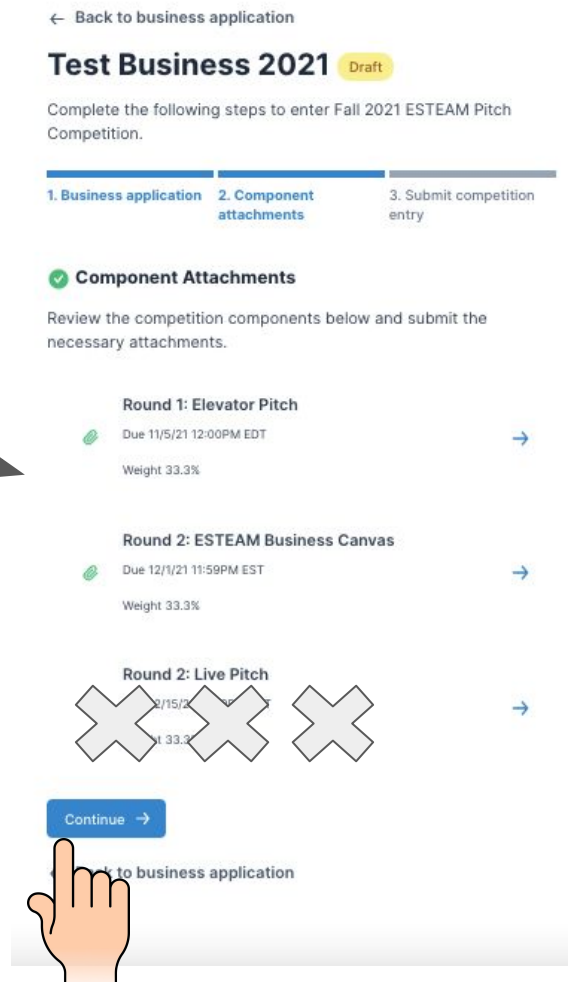 ← Back to business application
Test Business 2021 Draft
Complete the following steps to enter Fall 2021 ESTEAM Pitch
Competition.
1. Business application 2. Component 3. Submit competition
attachments entry
Component Attachments
Review the competition components below and submit the
necessary attachments.
Round 1: Elevator Pitch
Due 11/5/21 12:00PM EDT
Weight 33.3%
Round 2: ESTEAM Business Canvas
Due 12/1/21 11:59PM EST
Weight 33.3%
Round 2: Live Pitch
Continue →
to business application